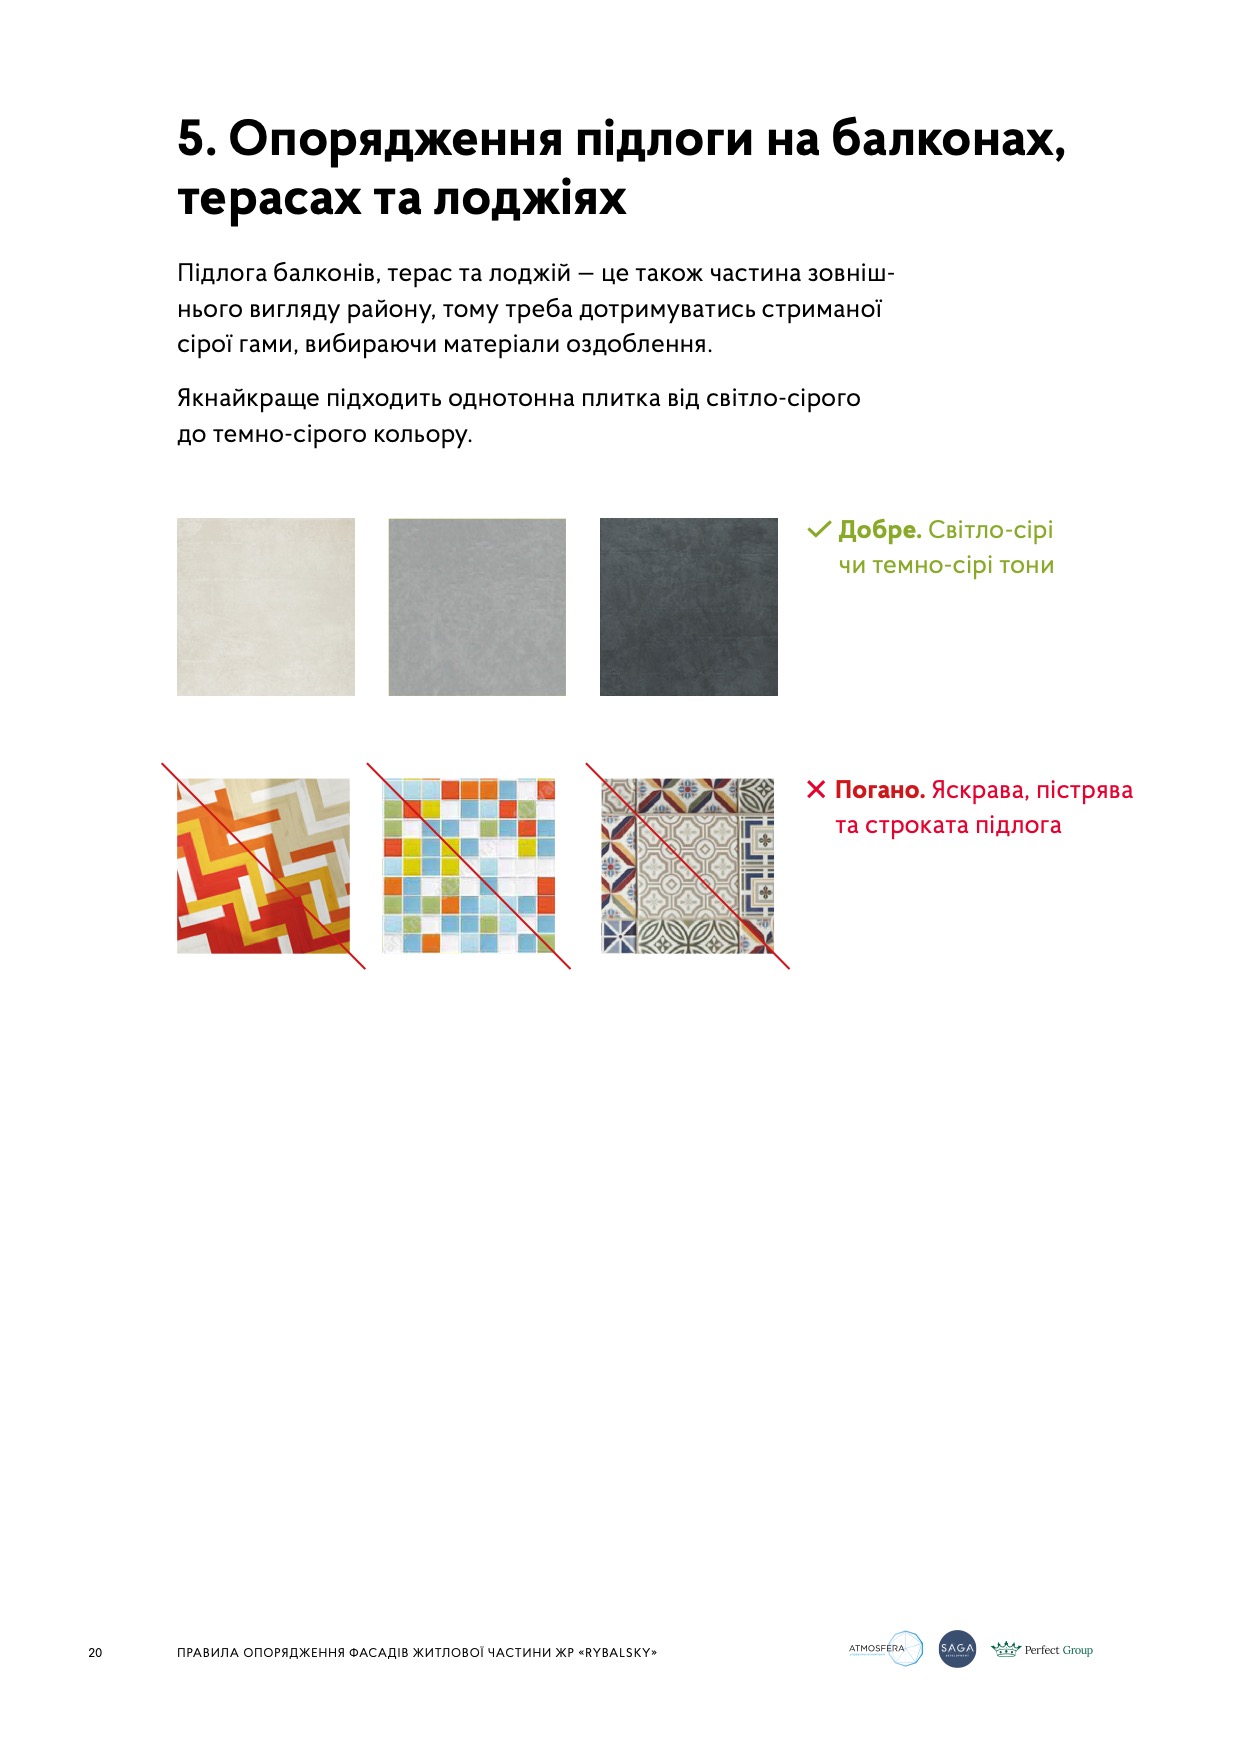 5. Опорядження підлоги на балконах,
терасах та лоджіях
Підлога балконів, терас та лоджій — це також частина зовніш-
нього вигляду району, тому треба дотримуватись стриманої
сірої гами, вибираючи матеріали оздоблення.
Якнайкраще підходить однотонна плитка від світло-сірого
до темно-сірого кольору.
Добре. Світло-сірі
чи темно-сірі тони
Погано. Яскрава, пістрява
та строката підлога
20
ПРАВИЛА ОПОРЯДЖЕННЯ ФАСАДІВ ЖИТЛОВОЇ ЧАСТИНИ ЖР «RYBALSKY»
ATMOSFERA
SAGA
DEVELOPMENT
Perfect Group